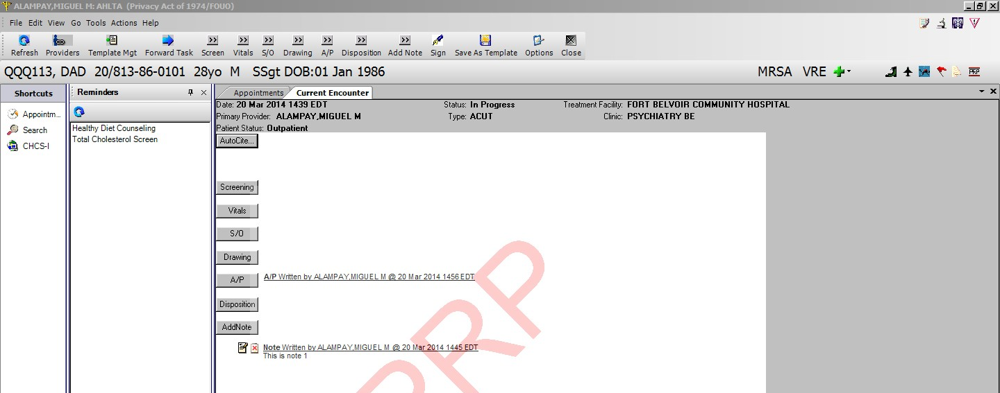 ALAMPAY,MIGUEL M: AHLTA (Privacy Act of 1974/FOUO)
File Edit View Go Tools Actions Help
Refresh Providers Template Mgt Forward Task Screen Vitals S/O Drawing A/P Disposition Add Note Sign Save As Template Options Close
QQQ113, DAD 20/813-86-0101 28yo M SSgt DOB:01 Jan 1986 MRSA VRE PRP
Shortcuts
Appointm...
Search
CHCS-I
Reminders
Healthy Diet Counseling
Total Cholesterol Screen
Appointments Current Encounter
Date: 20 Mar 2014 1439 EDT Status: In Progress Treatment Facility: FORT BELVOIR COMMUNITY HOSPITAL
Primary Provider: ALAMPAY,MIGUEL M Type: ACUT Clinic: PSYCHIATRY BE
Patient Status: Outpatient
AutoCite...
Screening
Vitals
S/O
Drawing
A/P A/P Written by ALAMPAY,MIGUEL M @ 20 Mar 2014 1456 EDT
Disposition
AddNote
Note Written by ALAMPAY,MIGUEL M @ 20 Mar 2014 1445 EDT
This is note 1
PRP